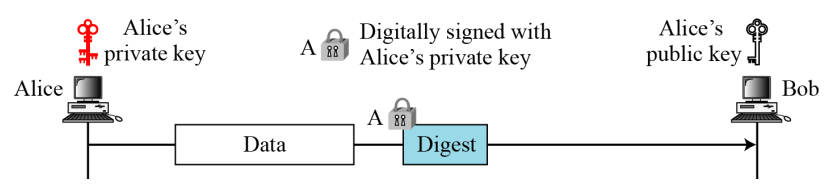 Alice’s
private key
A
Digitally signed with
Alice’s private key
Alice’s
public key
Alice
Bob
A
Data
Digest